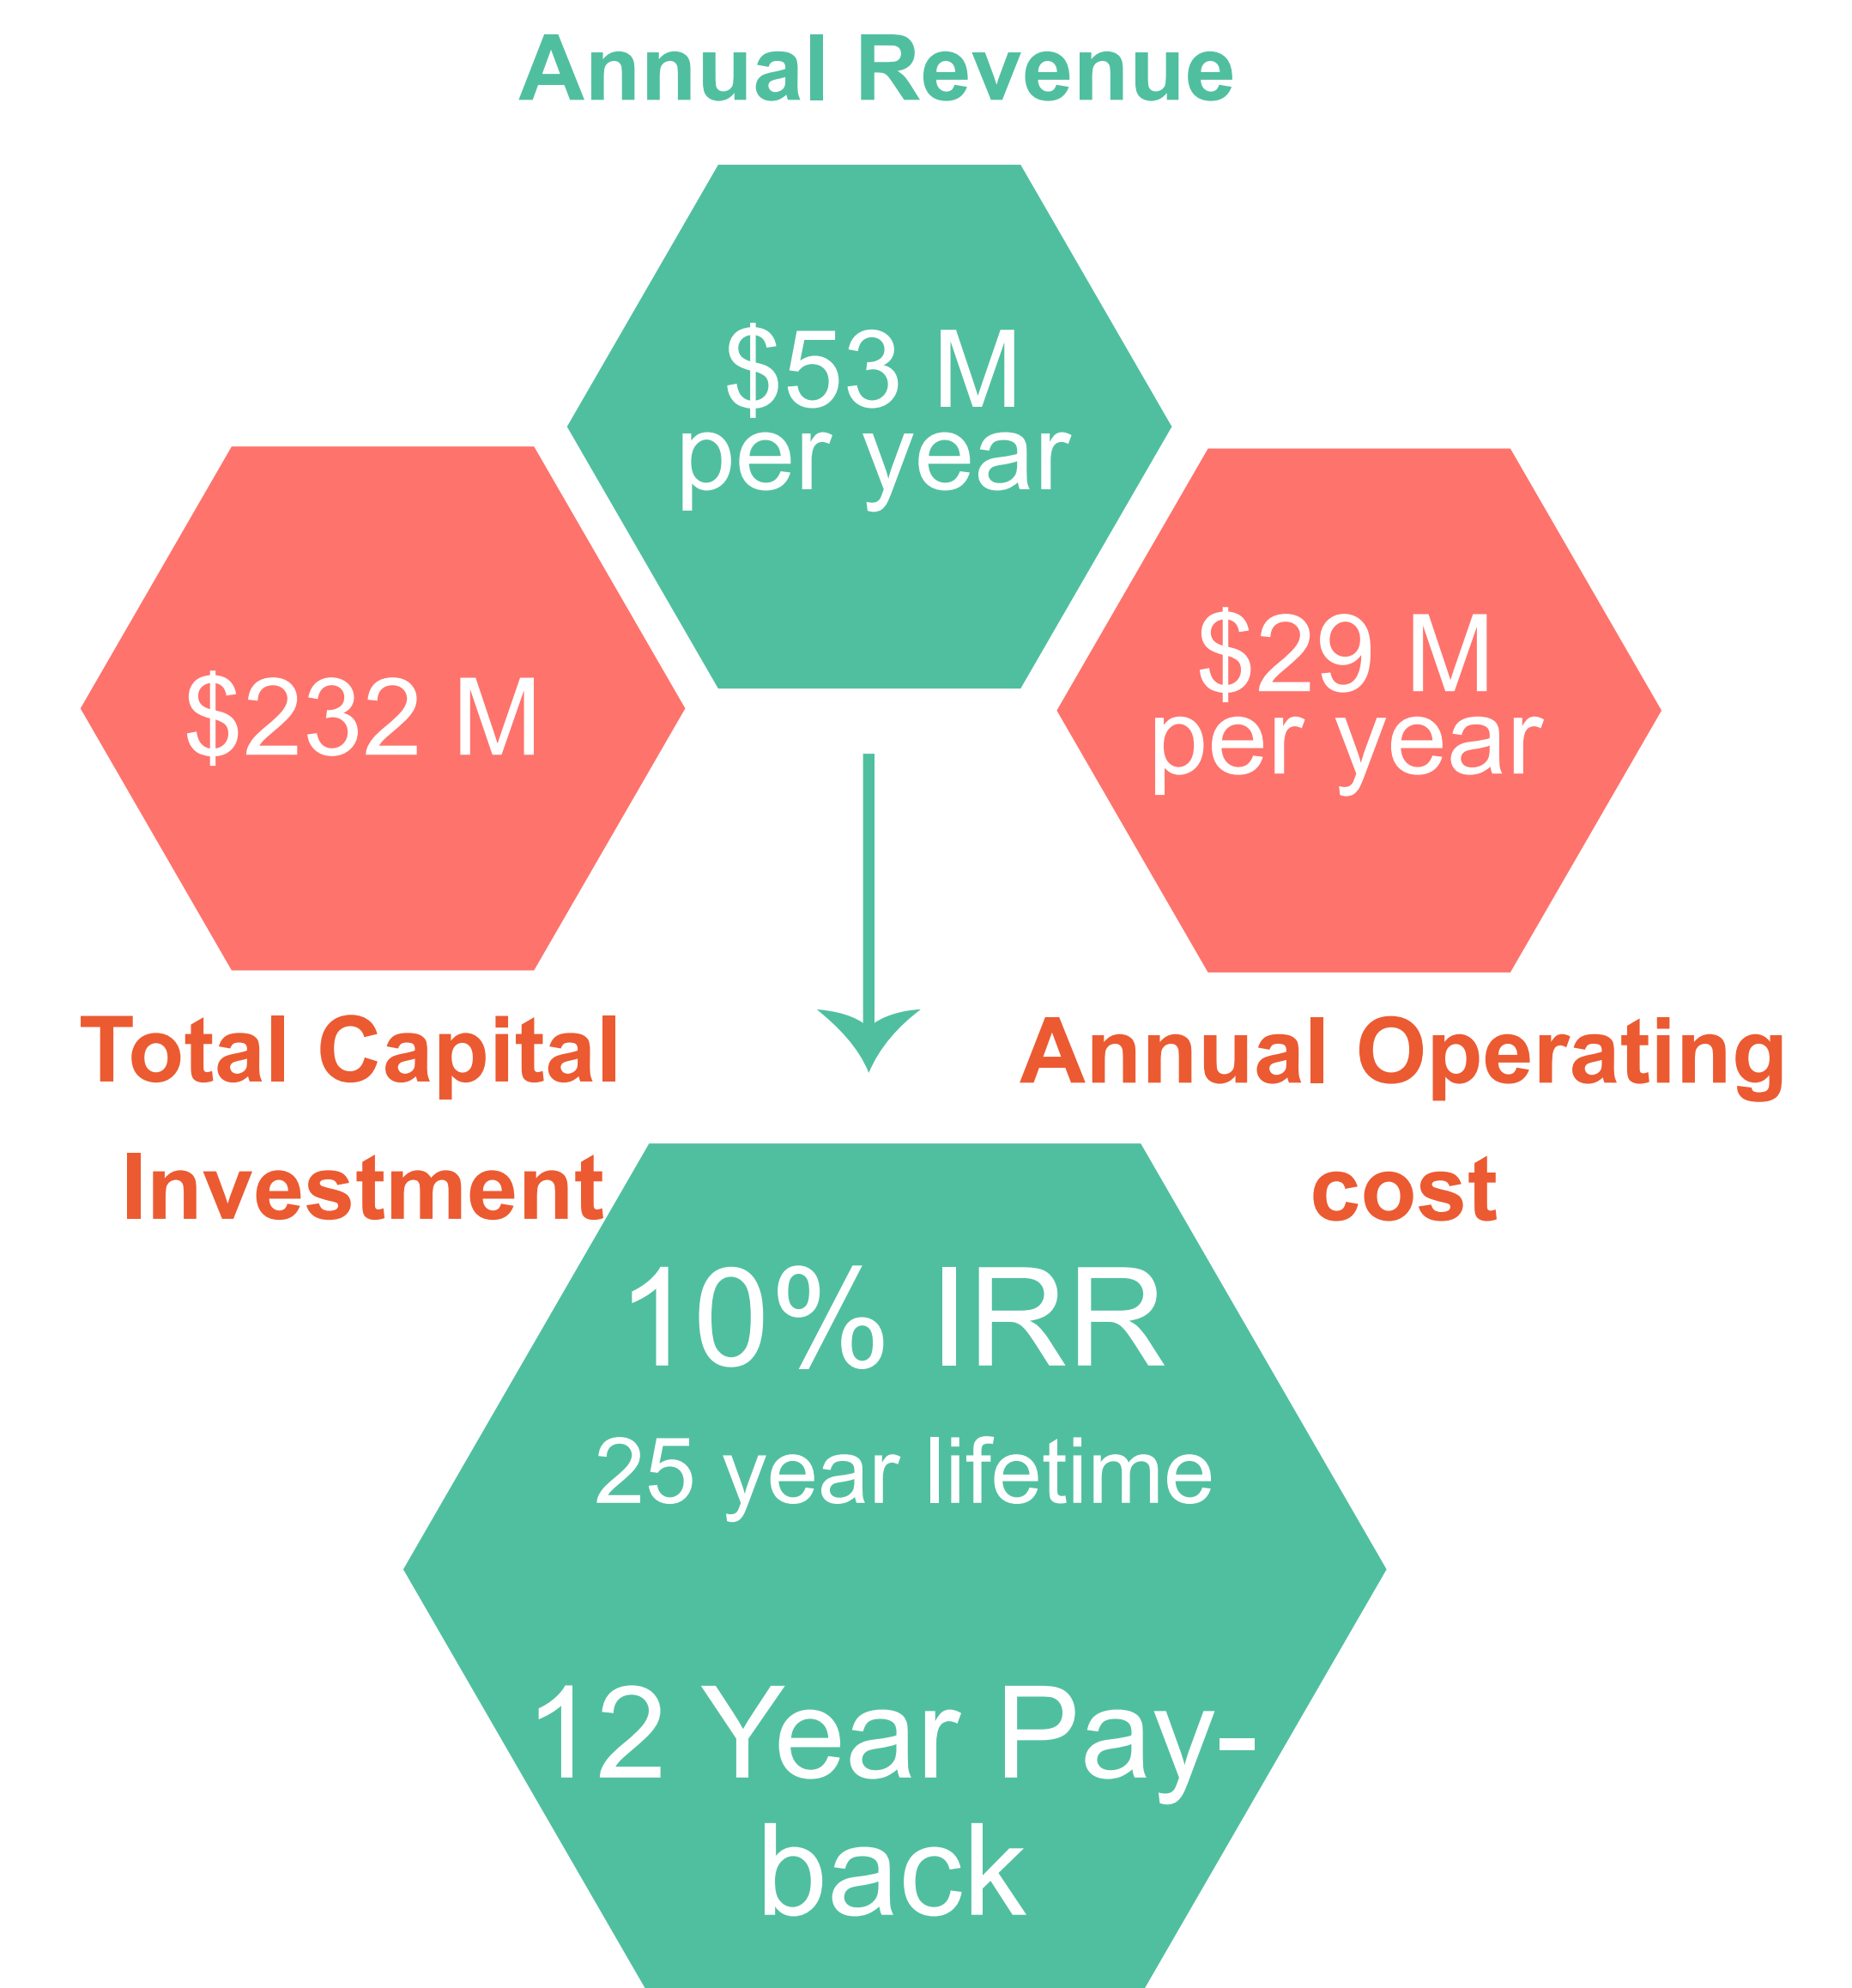 Annual Revenue
$53 M
per year
$232 M
$29 M
per year
Total Capital
Investment
Annual Operating
cost
10% IRR
25 year lifetime
12 Year Pay-
back